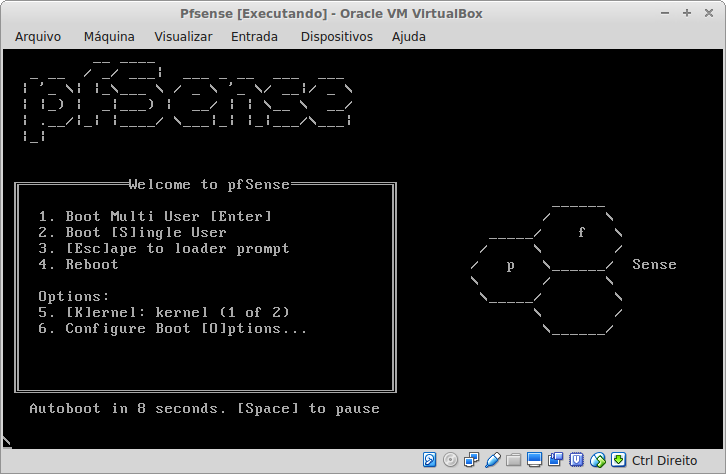 Pfsense [Executando] - Oracle VM VirtualBox
Arquivo Máquina Visualizar Entrada Dispositivos Ajuda
pfSense
Welcome to pfSense
1. Boot Multi User [Enter]
2. Boot [S]ingle User
3. [Esc]ape to loader prompt
4. Reboot
Options:
5. [K]ernel: kernel (1 of 2)
6. Configure Boot [O]ptions...
f
p
Sense
Autoboot in 8 seconds. [Space] to pause
\
Ctrl Direito